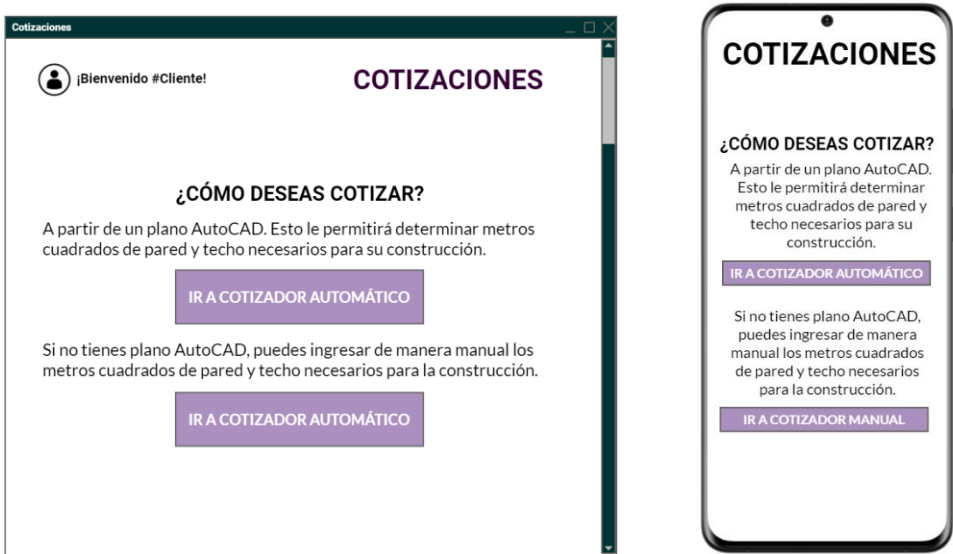 Cotizaciones
¡Bienvenido #Cliente!
COTIZACIONES
¿CÓMO DESEAS COTIZAR?
A partir de un plano AutoCAD. Esto le permitirá determinar metros
cuadrados de pared y techo necesarios para su construcción.
IR A COTIZADOR AUTOMÁTICO
Si no tienes plano AutoCAD, puedes ingresar de manera manual los
metros cuadrados de pared y techo necesarios para la construcción.
IR A COTIZADOR AUTOMÁTICO
COTIZACIONES
¿CÓMO DESEAS COTIZAR?
A partir de un plano AutoCAD.
Esto le permitirá determinar
metros cuadrados de pared y
techo necesarios para su
construcción.
IR A COTIZADOR AUTOMÁTICO
Si no tienes plano AutoCAD,
puedes ingresar de manera
manual los metros cuadrados
de pared y techo necesarios
para la construcción.
IR A COTIZADOR MANUAL